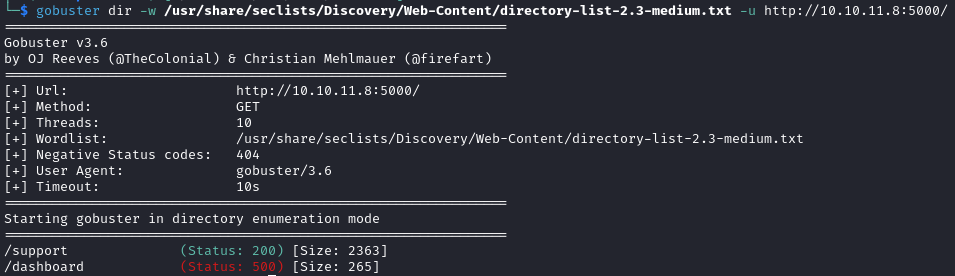 └─$ gobuster dir -w /usr/share/seclists/Discovery/Web-Content/directory-list-2.3-medium.txt -u http://10.10.11.8:5000/
===============================================================
Gobuster v3.6
by OJ Reeves (@TheColonial) & Christian Mehlmauer (@firefart)
===============================================================
[+] Url:                     http://10.10.11.8:5000/
[+] Method:                  GET
[+] Threads:                 10
[+] Wordlist:                /usr/share/seclists/Discovery/Web-Content/directory-list-2.3-medium.txt
[+] Negative Status codes:   404
[+] User Agent:              gobuster/3.6
[+] Timeout:                 10s
===============================================================
Starting gobuster in directory enumeration mode
===============================================================
/support              (Status: 200) [Size: 2363]
/dashboard            (Status: 500) [Size: 265]